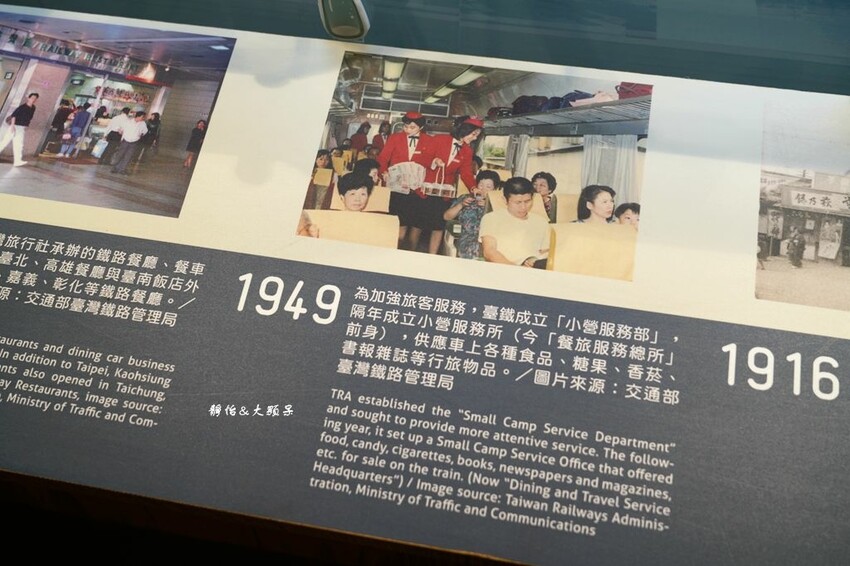 RAILWAY RESTAURANT
灣旅行社承辦的鐵路餐廳、餐車
臺北、高雄餐廳與臺南飯店外
、嘉義、彰化等鐵路餐廳。／
源：交通部臺灣鐵路管理局
aurants and dining car business
In addition to Taipei, Kaohsiung
nts also opened in Taichung,
ay Restaurants, image source:
, Ministry of Traffic and Com-
1949
為加強旅客服務，臺鐵成立「小營服務部」，
隔年成立小營服務所（今「餐旅服務總所」
前身），供應車上各種食品、糖果、香菸、
書報雜誌等行旅物品。／圖片來源：交通部
臺灣鐵路管理局
TRA established the "Small Camp Service Department"
and sought to provide more attentive service. The follow-
ing year, it set up a Small Camp Service Office that offered
food, candy, cigarettes, books, newspapers and magazines,
etc. for sale on the train. (Now "Dining and Travel Service
Headquarters") / Image source: Taiwan Railways Adminis-
tration, Ministry of Traffic and Communications
1916
靜怡&大顆呆